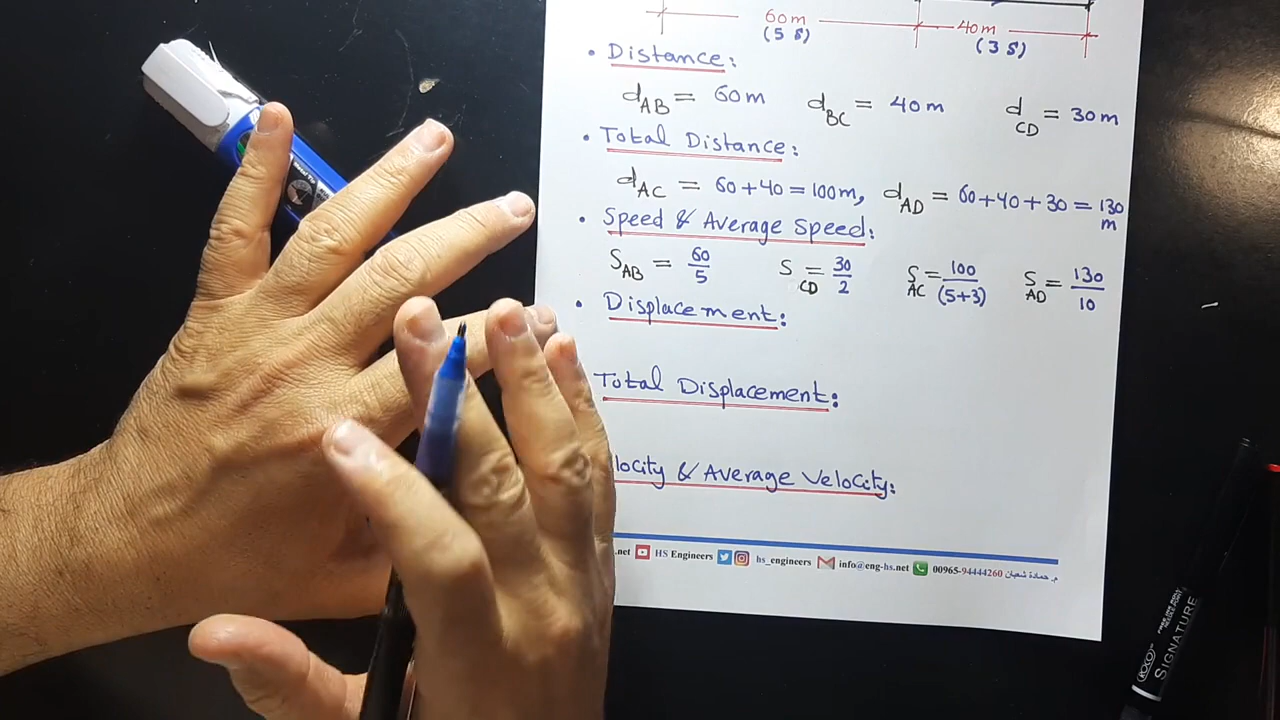 60m 40m
(5 s) (3 s)
• Distance:
dAB = 60m dBC = 40m dCD = 30m
• Total Distance:
dAC = 60+40 = 100m, dAD = 60+40+30 = 130
m
• Speed & Average Speed:
SAB = 60/5 SCD = 30/2 SAC = 100/(5+3) SAD = 130/10
• Displacement:
Total Displacement:
locity & Average Velocity:
.net HS Engineers hs_engineers info@eng-hs.net 00965-94444260 م. حمادة شعبان
ROCO SIGNATURE